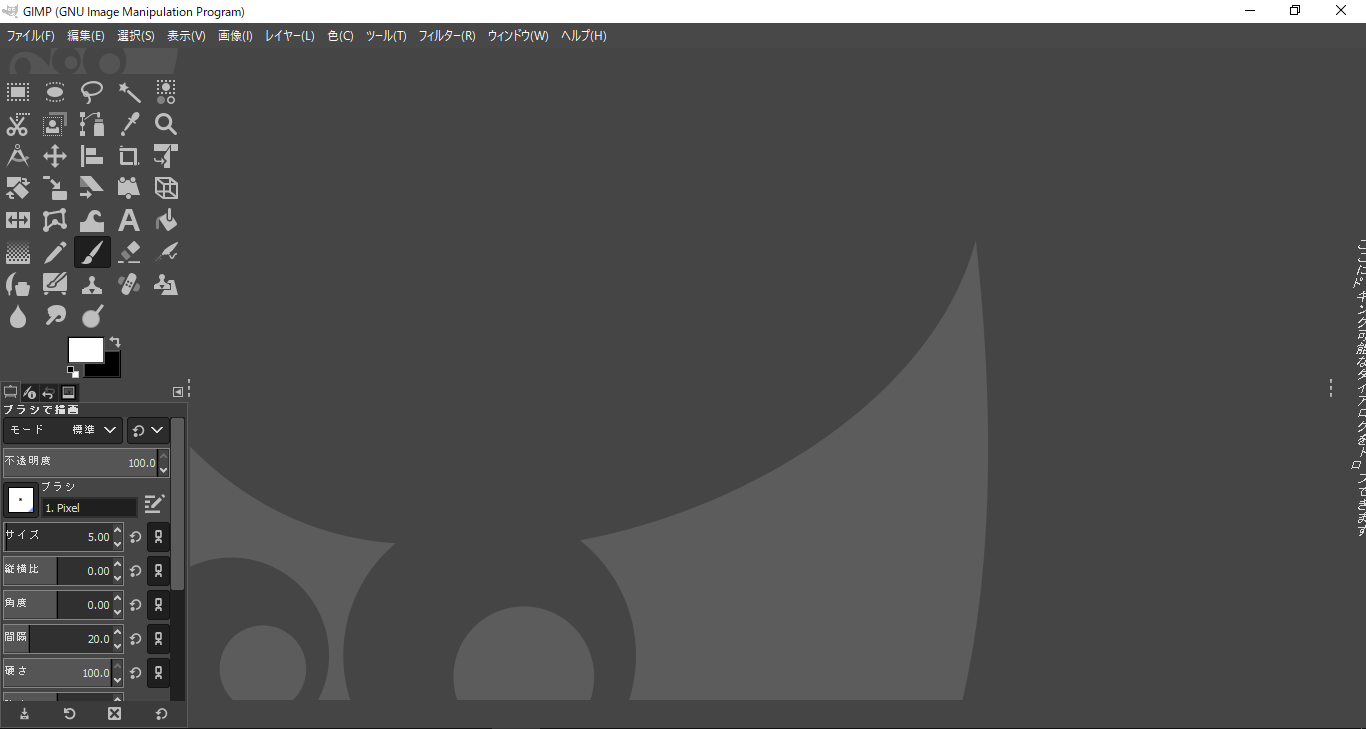 GIMP (GNU Image Manipulation Program)
ファイル(F) 編集(E) 選択(S) 表示(V) 画像(I) レイヤー(L) 色(C) ツール(T) フィルター(R) ウィンドウ(W) ヘルプ(H)
ブラシで描画
モード 標準
不透明度 100.0
ブラシ
1. Pixel
サイズ 5.00
縦横比 0.00
角度 0.00
間隔 20.0
硬さ 100.0
ここにドキング可能なダイアログをドロップできます